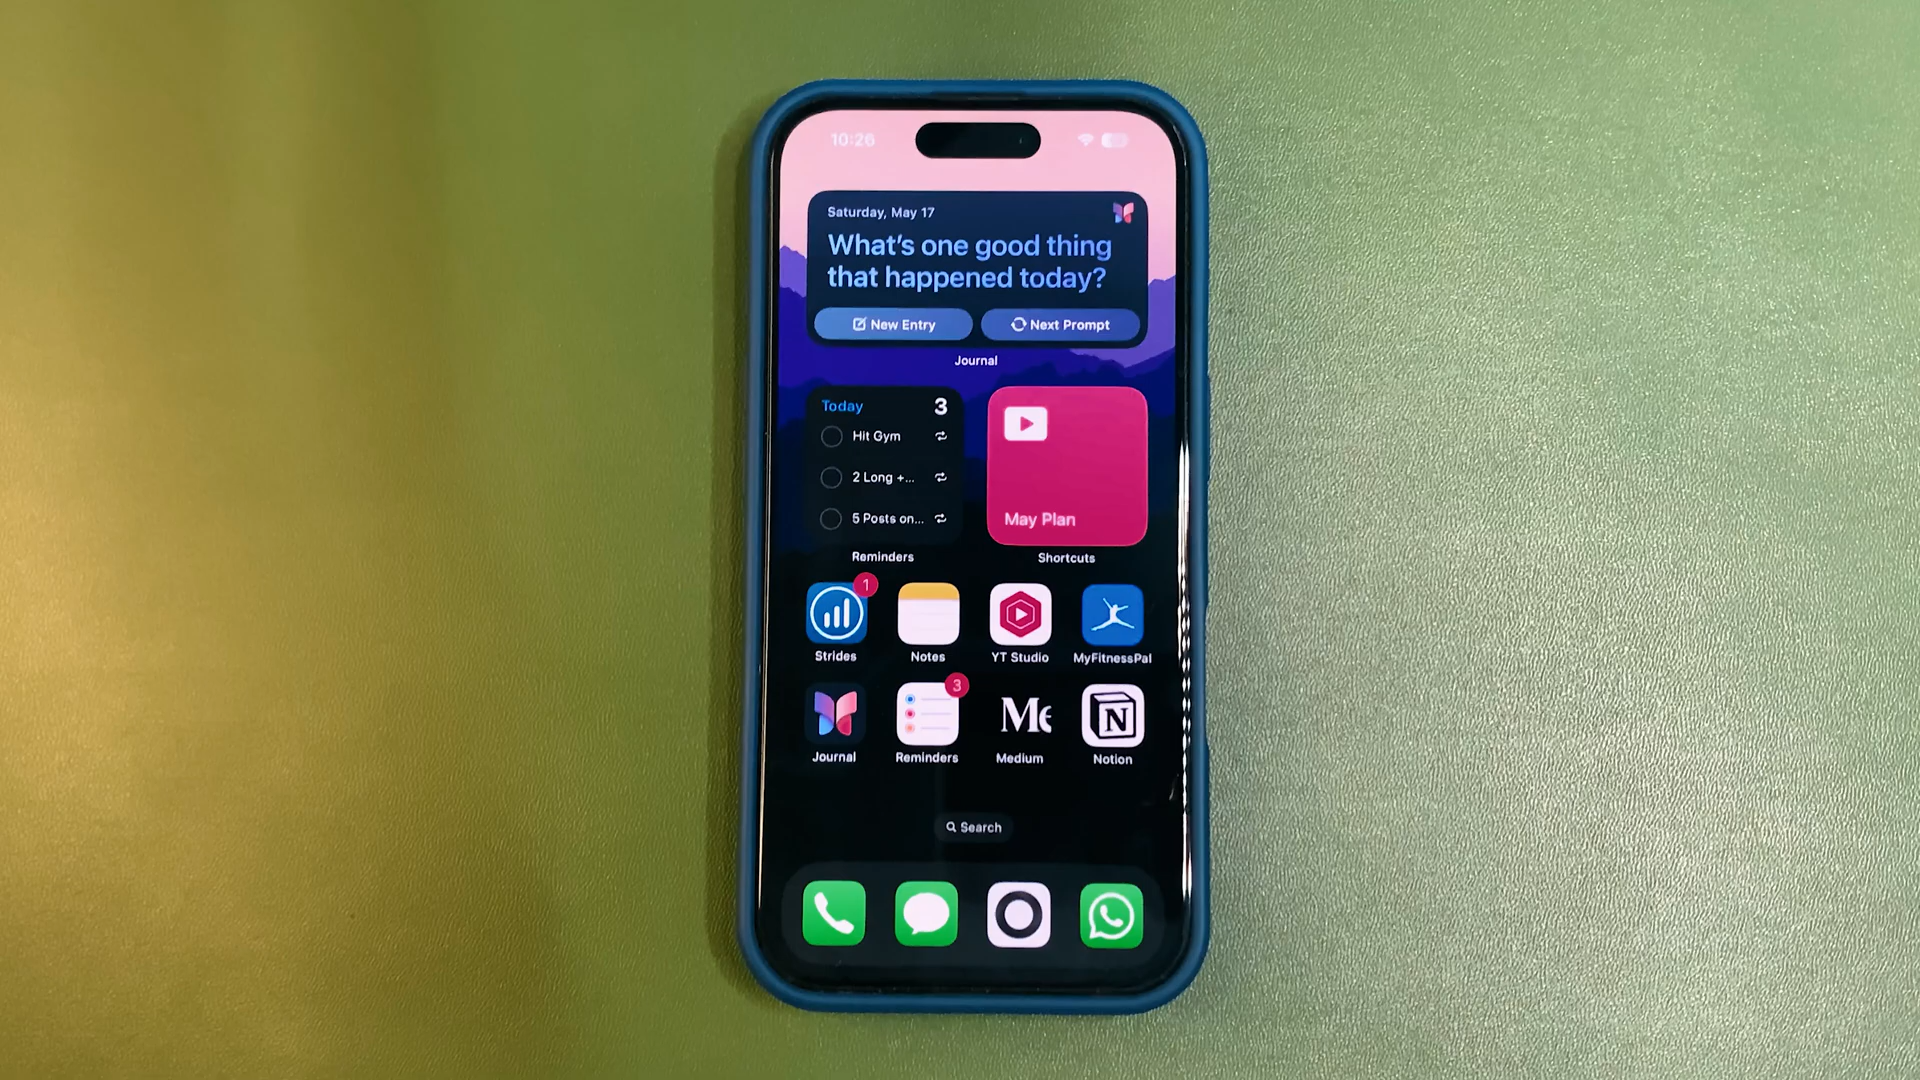 10:26
Saturday, May 17
What's one good thing
that happened today?
New Entry
Next Prompt
Journal
Today 3
Hit Gym
2 Long +...
5 Posts on...
Reminders
May Plan
Shortcuts
1
Strides
Notes
YT Studio
MyFitnessPal
3
Journal
Reminders
Me
Medium
N
Notion
Search